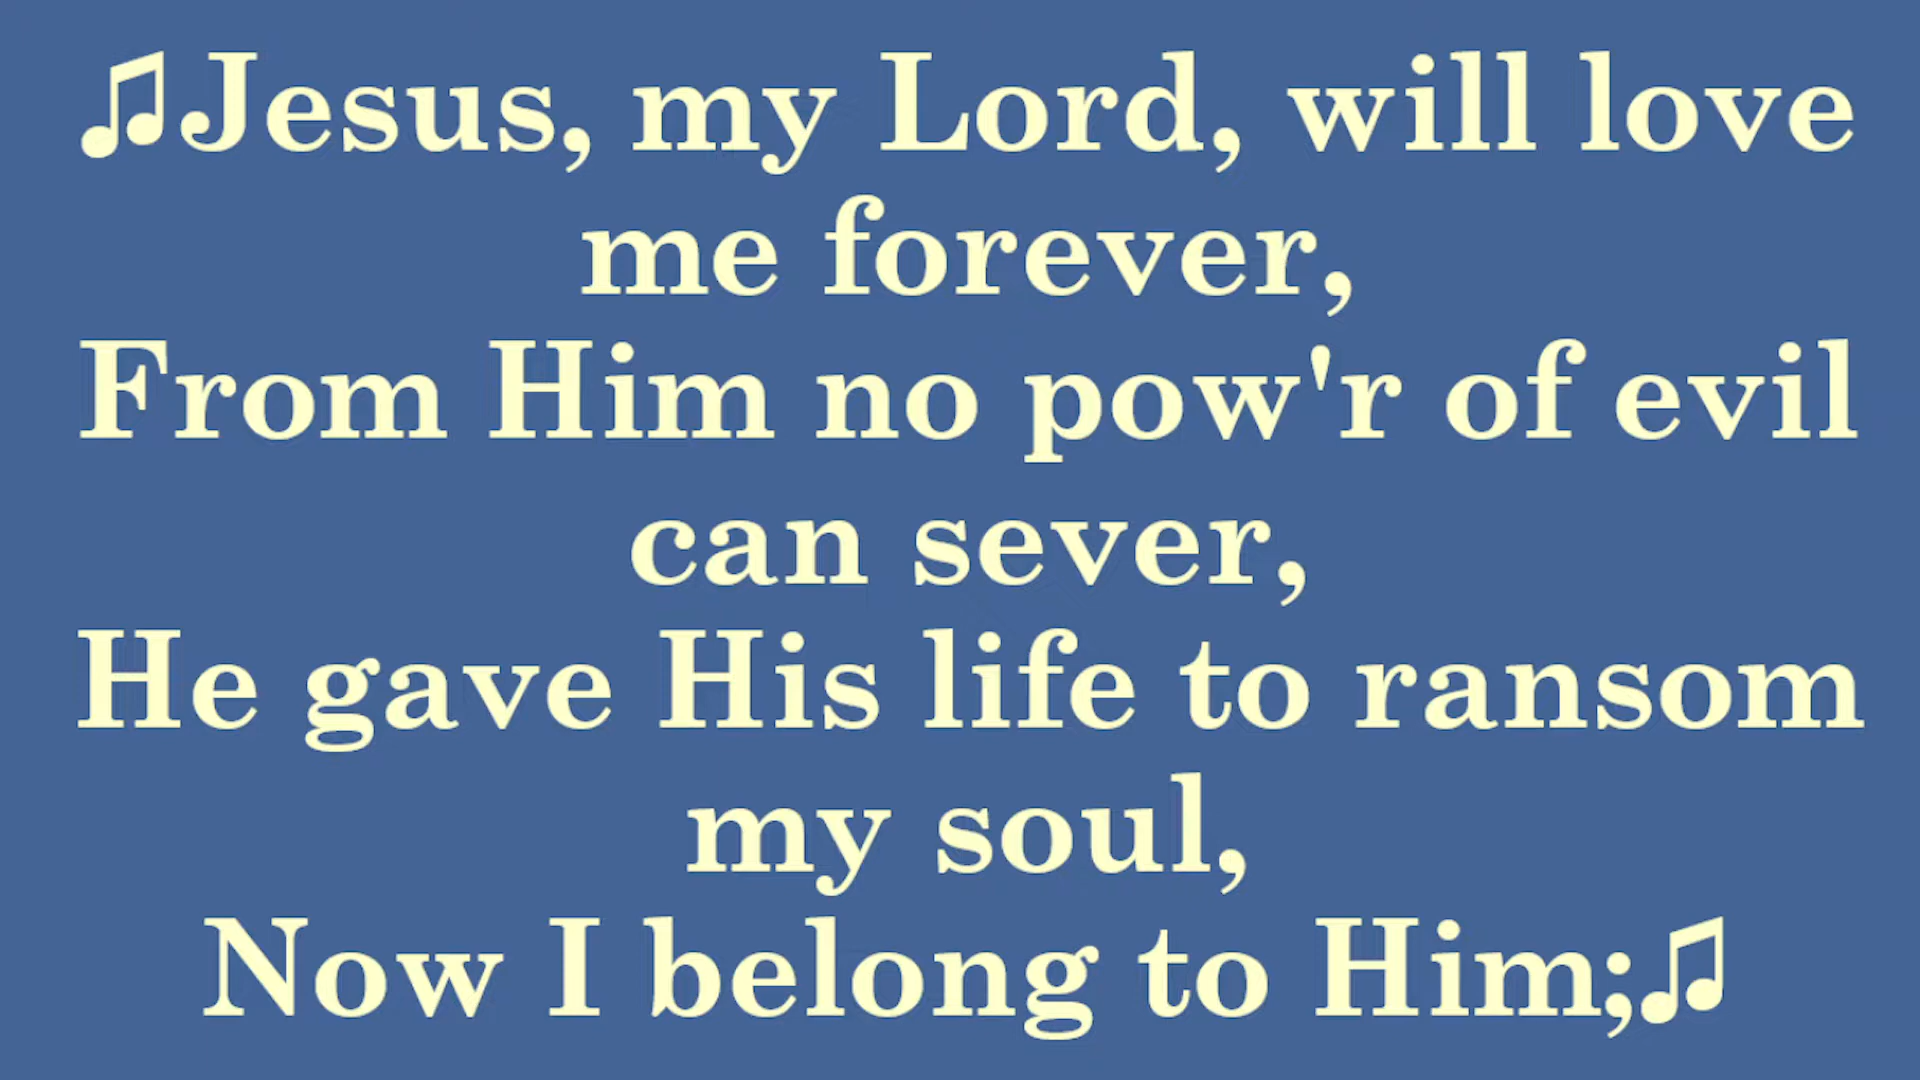 ♫Jesus, my Lord, will love
me forever,
From Him no pow'r of evil
can sever,
He gave His life to ransom
my soul,
Now I belong to Him;♫